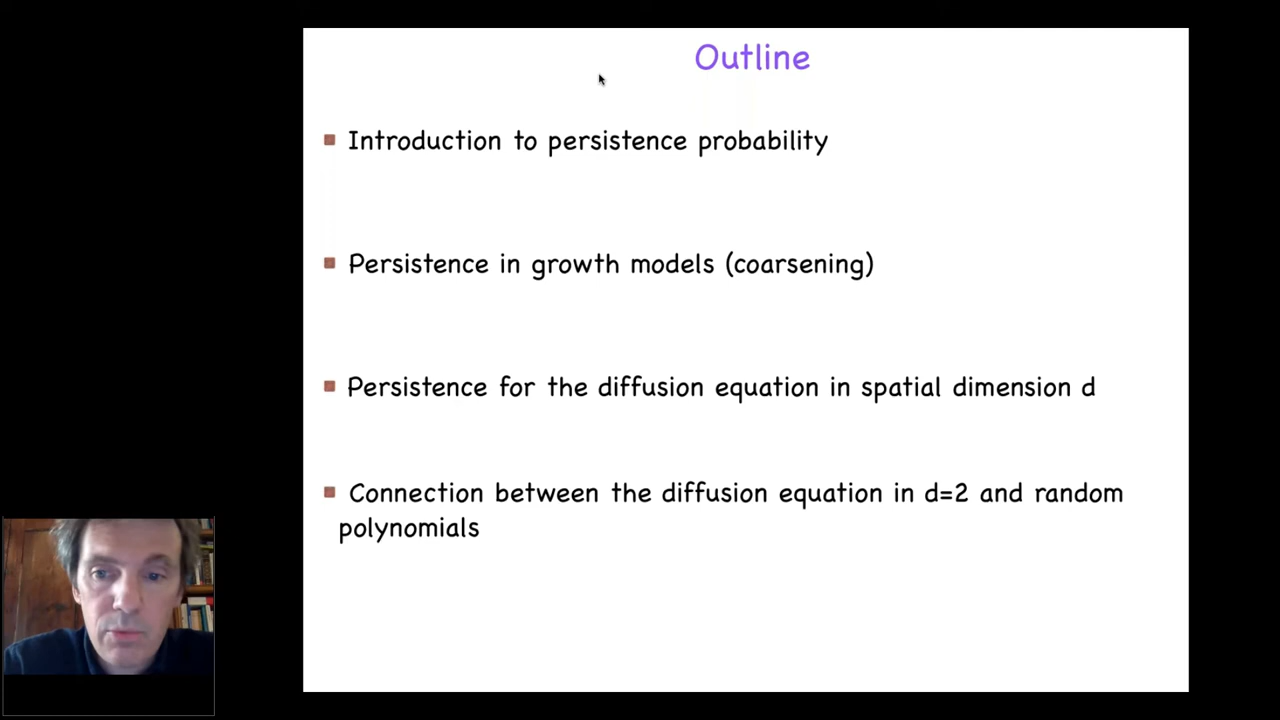 Outline
Introduction to persistence probability
Persistence in growth models (coarsening)
Persistence for the diffusion equation in spatial dimension d
Connection between the diffusion equation in d=2 and random
polynomials